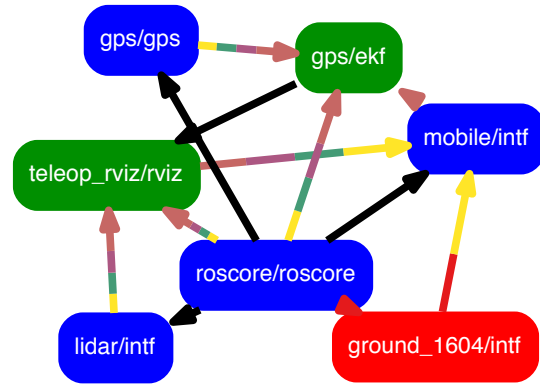 gps/gps
gps/ekf
mobile/intf
teleop_rviz/rviz
roscore/roscore
lidar/intf
ground_1604/intf